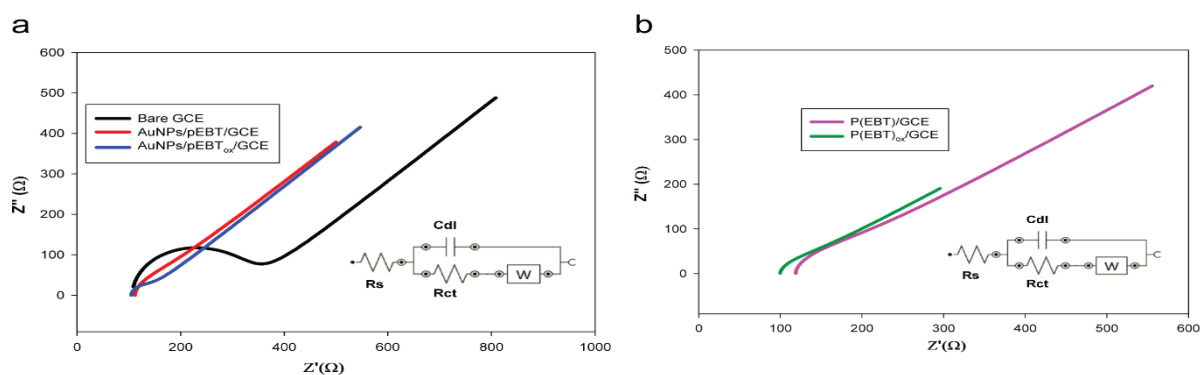 a
600
500
400
300
200
100
0
Z" (Ω)
0
200
400
600
800
1000
Z'(Ω)
Bare GCE
AuNPs/pEBT/GCE
AuNPs/pEBTox/GCE
Cdl
Rs
Rct
W
C
b
500
400
300
200
100
0
Z" (Ω)
0
100
200
300
400
500
600
Z'(Ω)
P(EBT)/GCE
P(EBT)ox/GCE
Cdl
Rs
Rct
W
C